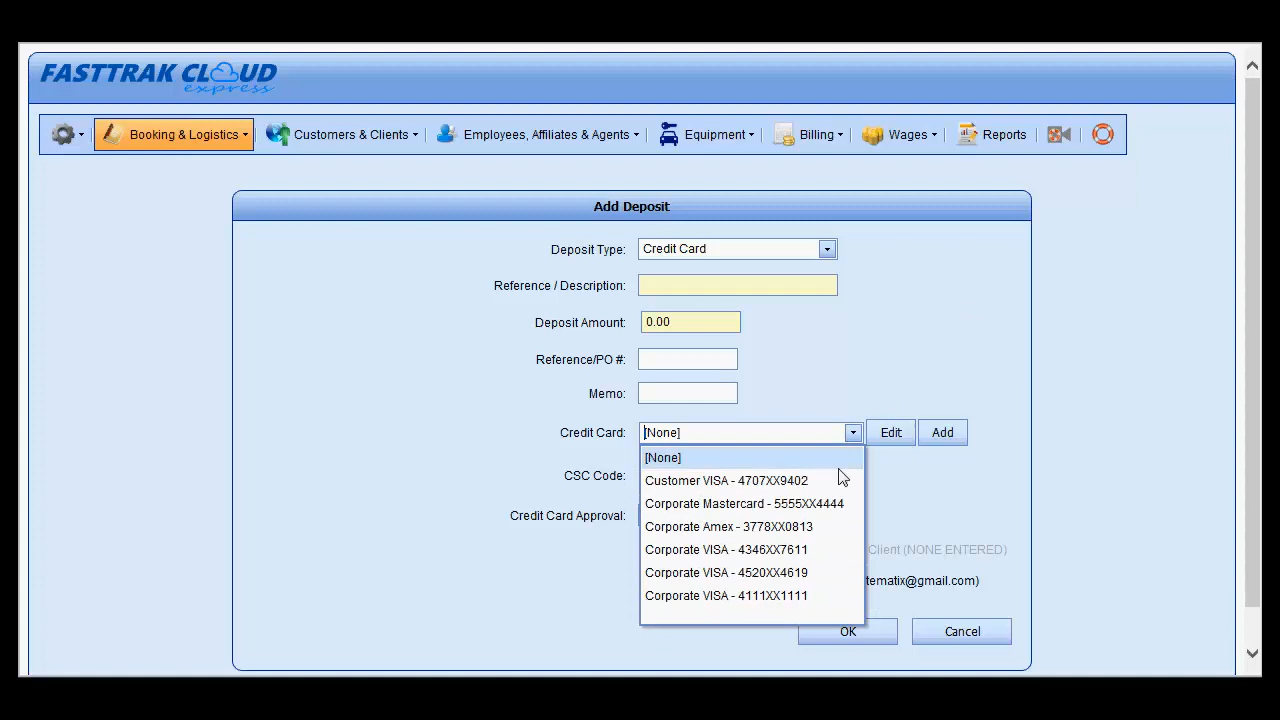 FASTTRAK CLOUD
express
Booking & Logistics Customers & Clients Employees, Affiliates & Agents Equipment Billing Wages Reports
Add Deposit
Deposit Type: Credit Card
Reference / Description:
Deposit Amount: 0.00
Reference/PO #:
Memo:
Credit Card: [None] Edit Add
[None]
CSC Code: Customer VISA - 4707XX9402
Corporate Mastercard - 5555XX4444
Credit Card Approval: Corporate Amex - 3778XX0813
Corporate VISA - 4346XX7611 Client (NONE ENTERED)
Corporate VISA - 4520XX4619 tematix@gmail.com)
Corporate VISA - 4111XX1111
OK Cancel